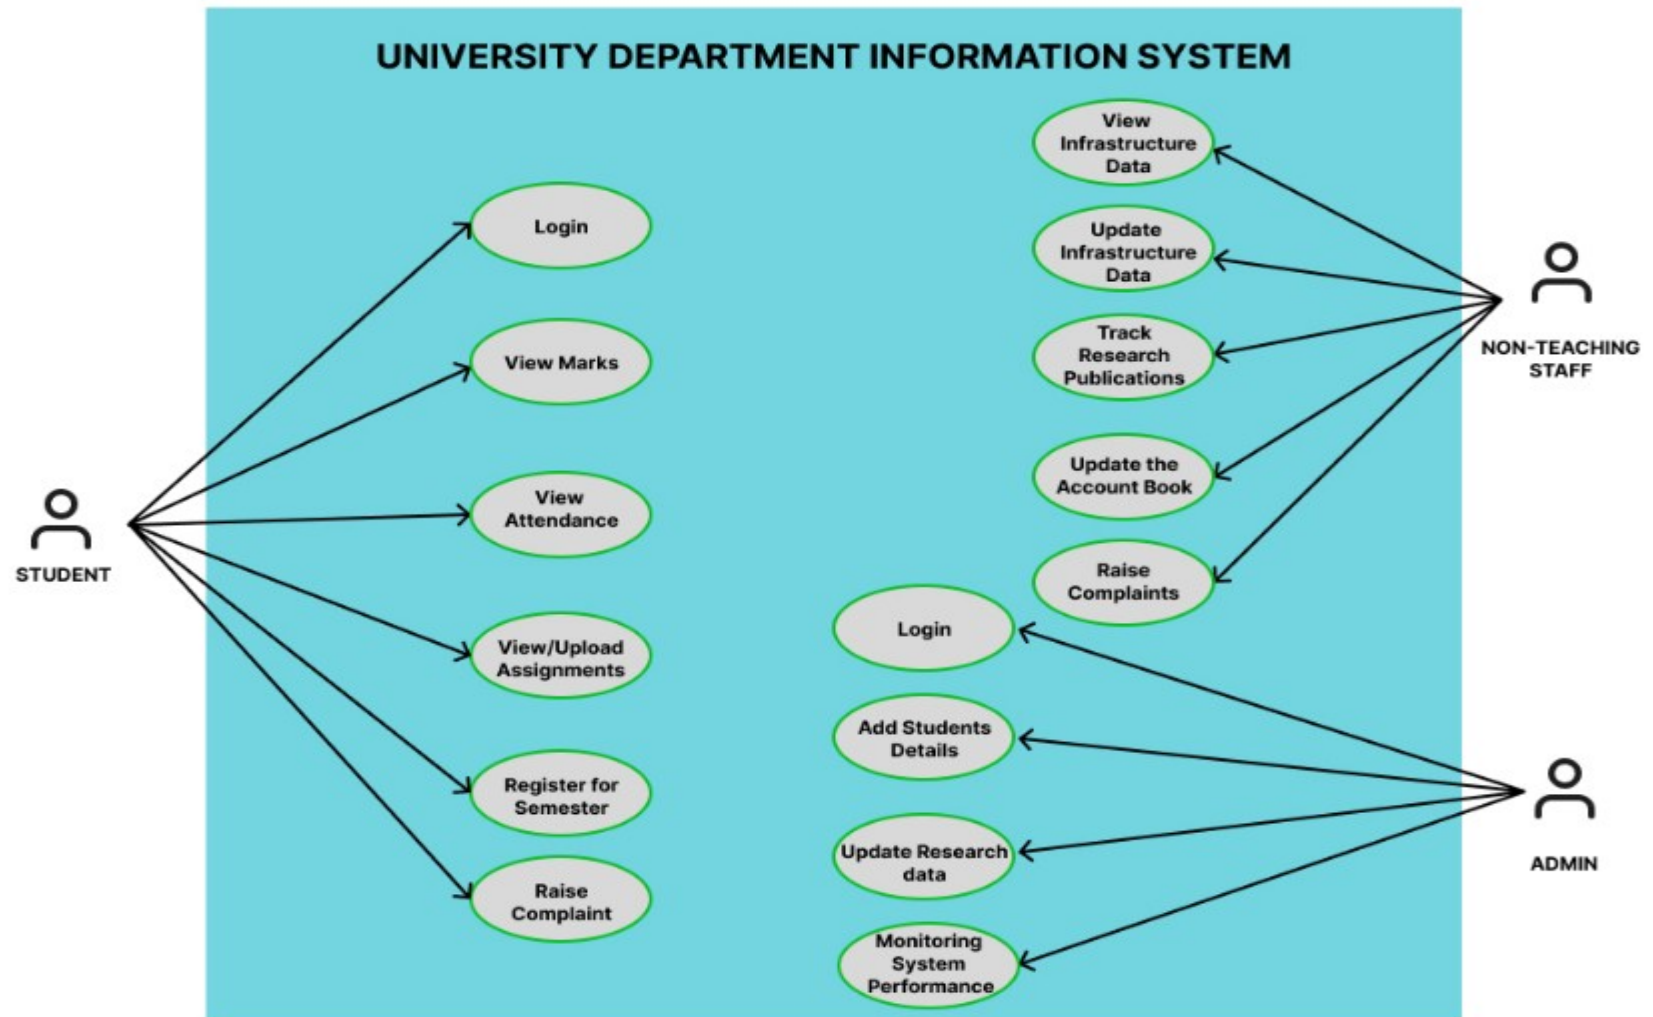 UNIVERSITY DEPARTMENT INFORMATION SYSTEM
STUDENT
Login
View Marks
View
Attendance
View/Upload
Assignments
Register for
Semester
Raise
Complaint
View
Infrastructure
Data
Update
Infrastructure
Data
Track
Research
Publications
Update the
Account Book
Raise
Complaints
NON-TEACHING
STAFF
Login
Add Students
Details
Update Research
data
Monitoring
System
Performance
ADMIN